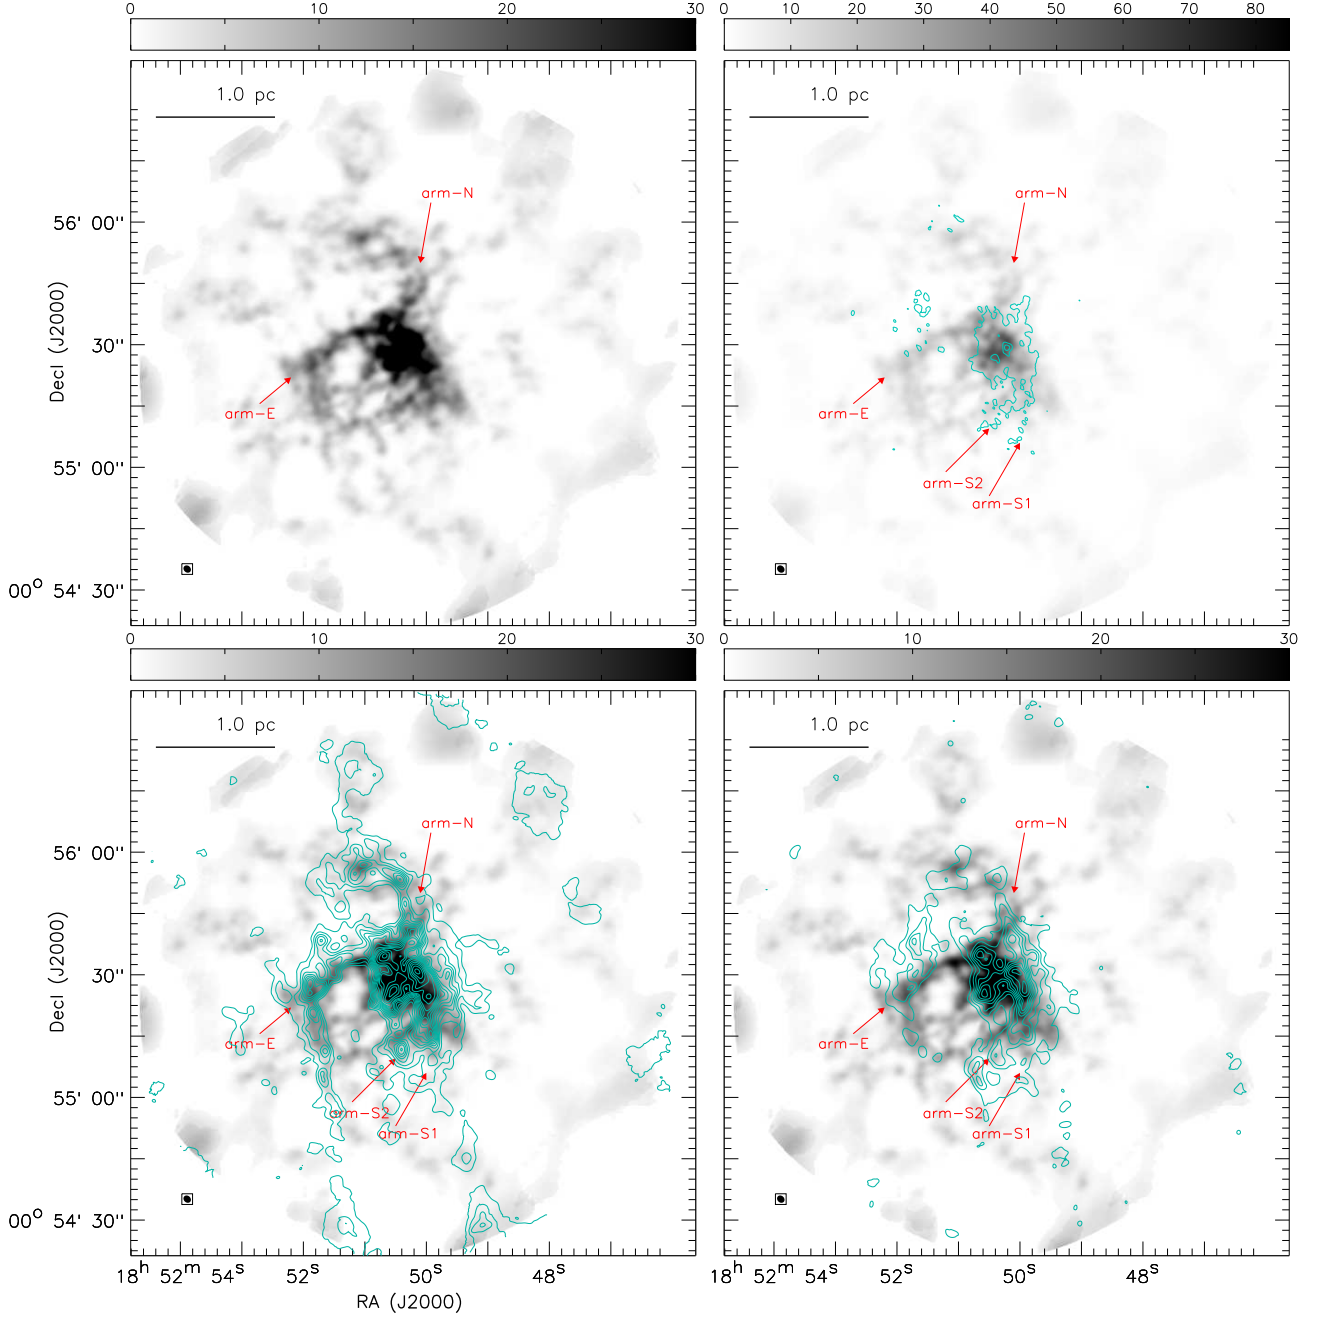 0 10 20 30
0 10 20 30 40 50 60 70 80
1.0 pc
1.0 pc
arm-N
arm-N
56' 00"
30"
Decl (J2000)
arm-E
arm-E
55' 00"
arm-S2
arm-S1
00° 54' 30"
0 10 20 30
0 10 20 30
1.0 pc
1.0 pc
arm-N
arm-N
56' 00"
30"
Decl (J2000)
arm-E
arm-E
55' 00"
arm-S2
arm-S2
arm-S1
arm-S1
00° 54' 30"
18h 52m 54s 52s 50s 48s
18h 52m 54s 52s 50s 48s
RA (J2000)